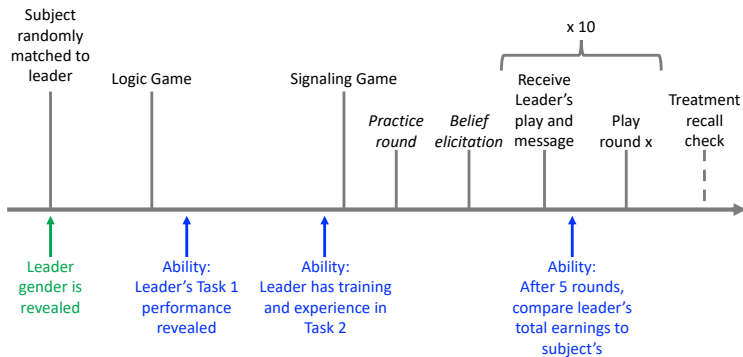 Subject
randomly
matched to
leader
Logic Game
Signaling Game
Practice
round
Belief
elicitation
x 10
Receive
Leader's
play and
message
Play
round x
Treatment
recall
check
Leader
gender is
revealed
Ability:
Leader's Task 1
performance
revealed
Ability:
Leader has training
and experience in
Task 2
Ability:
After 5 rounds,
compare leader's
total earnings to
subject's